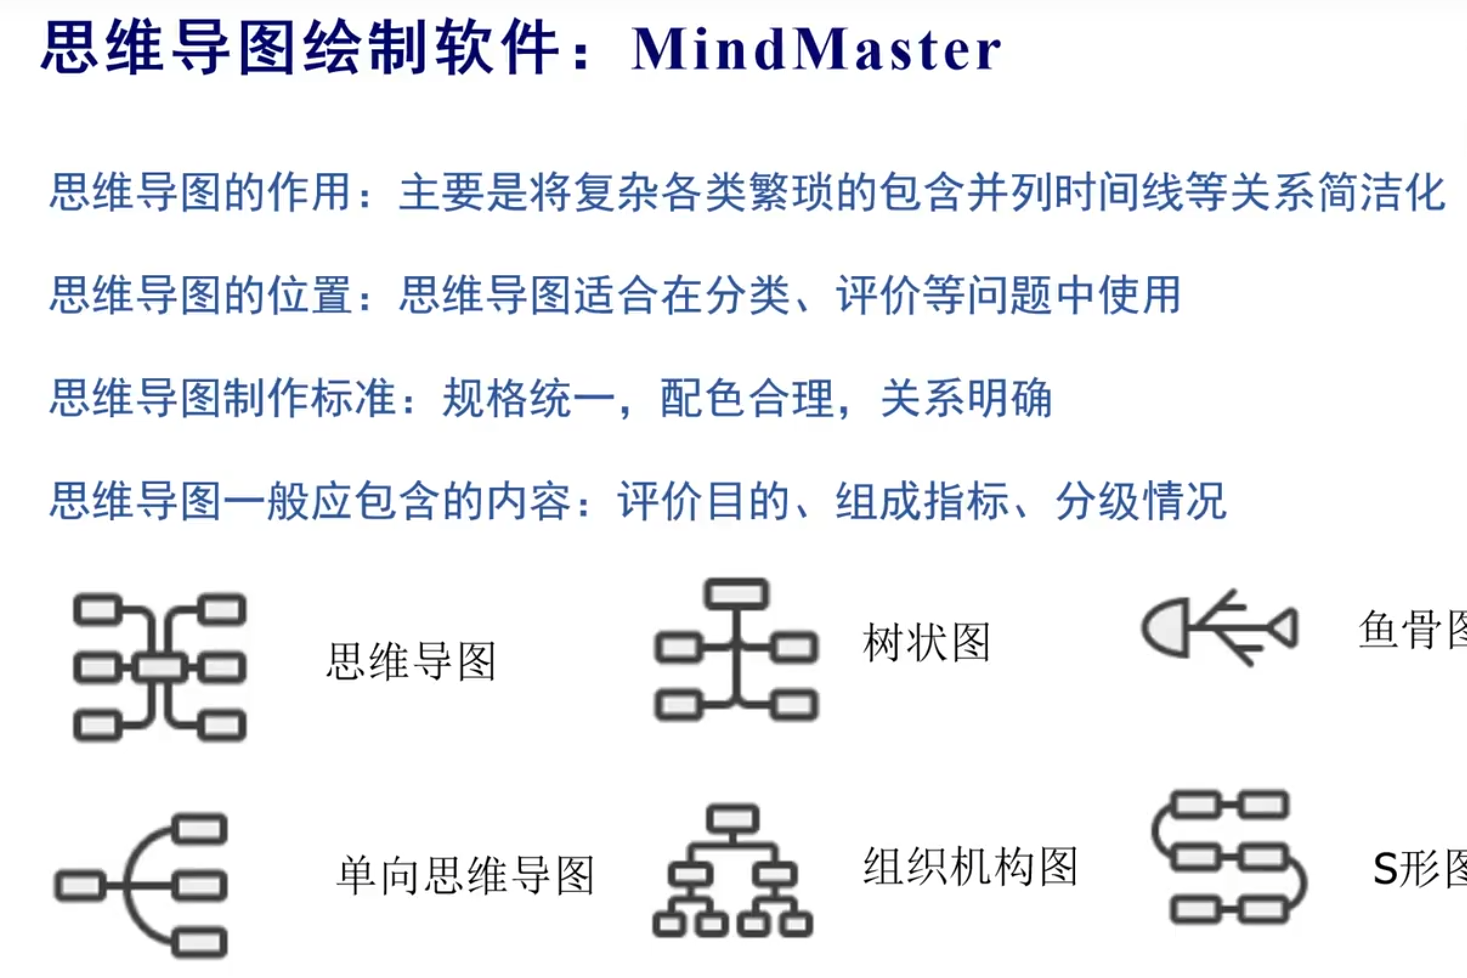 思维导图绘制软件：MindMaster
思维导图的作用：主要是将复杂各类繁琐的包含并列时间线等关系简洁化
思维导图的位置：思维导图适合在分类、评价等问题中使用
思维导图制作标准：规格统一，配色合理，关系明确
思维导图一般应包含的内容：评价目的、组成指标、分级情况
思维导图
树状图
鱼骨图
单向思维导图
组织机构图
S形图